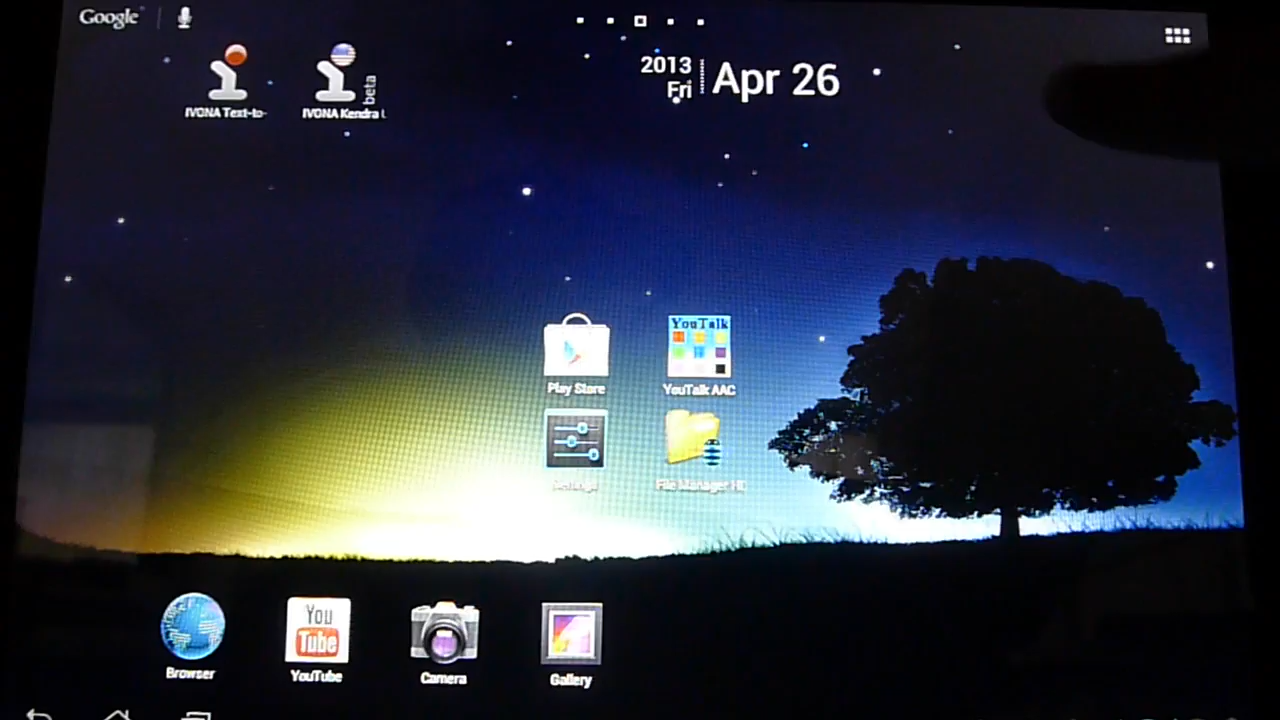 Google
2013
Fri
Apr 26
IVONA Text-to-
IVONA Kendra U
beta
YouTalk
Play Store
YouTalk AAC
Settings
File Manager HD
You
Tube
Browser
YouTube
Camera
Gallery